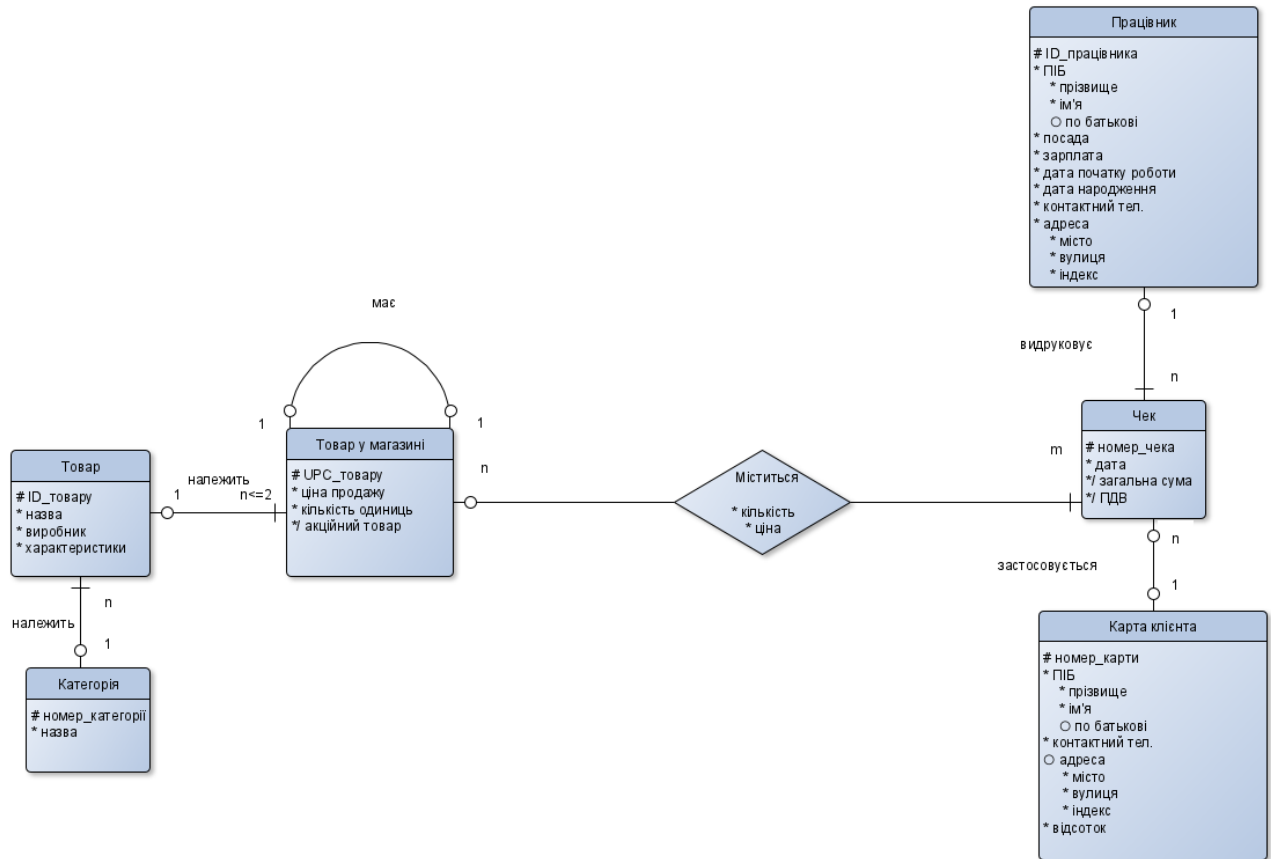 Працівник
# ID_працівника
* ПІБ
* прізвище
* ім'я
○ по батькові
* посада
* зарплата
* дата початку роботи
* дата народження
* контактний тел.
* адреса
* місто
* вулиця
* індекс
1
видруковує
n
має
1
1
Товар у магазині
# UPC_товару
* ціна продажу
* кількість одиниць
*/ акційний товар
Товар
# ID_товару
* назва
* виробник
* характеристики
належить
1
n<=2
n
Міститься
* кількість
* ціна
m
Чек
# номер_чека
* дата
*/ загальна сума
*/ ПДВ
n
застосовується
1
n
належить
1
Категорія
# номер_категорії
* назва
Карта клієнта
# номер_карти
* ПІБ
* прізвище
* ім'я
○ по батькові
* контактний тел.
○ адреса
* місто
* вулиця
* індекс
* відсоток